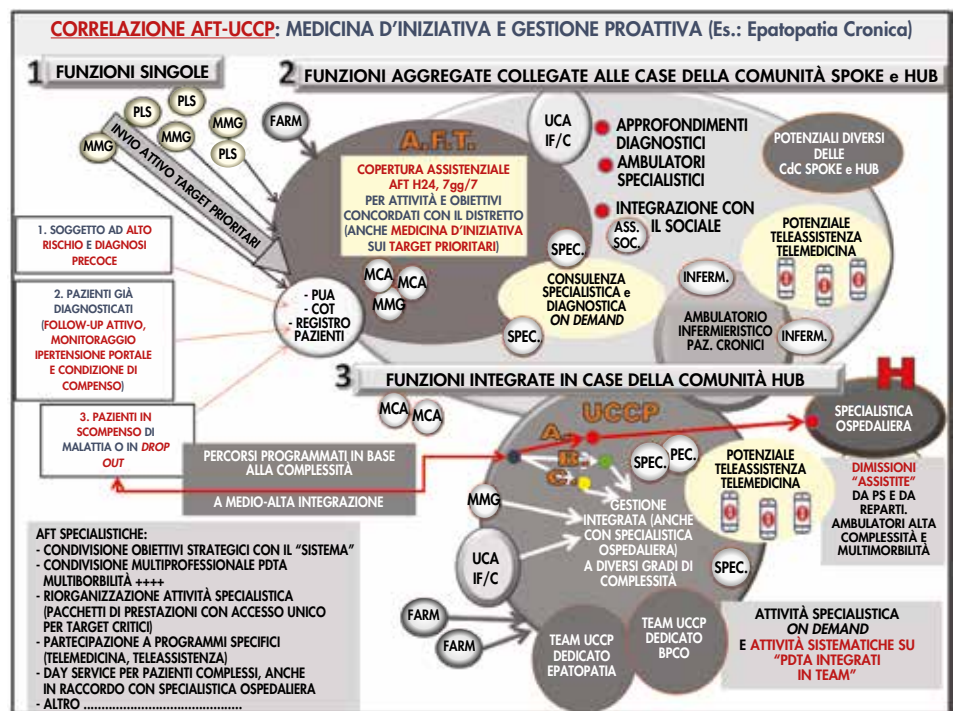 CORRELAZIONE AFT-UCCP: MEDICINA D'INIZIATIVA E GESTIONE PROATTIVA (Es.: Epatopatia Cronica)
1 FUNZIONI SINGOLE
2 FUNZIONI AGGREGATE COLLEGATE ALLE CASE DELLA COMUNITÀ SPOKE e HUB
PLS
PLS
MMG
MMG
MMG
PLS
FARM
INVIO ATTIVO TARGET PRIORITARI
A.F.T.
COPERTURA ASSISTENZIALE
AFT H24, 7gg/7
PER ATTIVITÀ E OBIETTIVI
CONCORDATI CON IL DISTRETTO
(ANCHE MEDICINA D'INIZIATIVA
SUI TARGET PRIORITARI)
MCA
MCA
MMG
UCA
IF/C
APPROFONDIMENTI
DIAGNOSTICI
AMBULATORI
SPECIALISTICI
INTEGRAZIONE CON
IL SOCIALE
ASS.
SOC.
SPEC.
CONSULENZA
SPECIALISTICA e
DIAGNOSTICA
ON DEMAND
SPEC.
POTENZIALI DIVERSI
DELLE
CdC SPOKE e HUB
POTENZIALE
TELEASSISTENZA
TELEMEDICINA
INFERM.
AMBULATORIO
INFERMIERISTICO
PAZ. CRONICI
INFERM.
1. SOGGETTO AD ALTO
RISCHIO E DIAGNOSI
PRECOCE
2. PAZIENTI GIÀ
DIAGNOSTICATI
(FOLLOW-UP ATTIVO,
MONITORAGGIO
IPERTENSIONE PORTALE
E CONDIZIONE DI
COMPENSO)
3. PAZIENTI IN
SCOMPENSO DI
MALATTIA O IN DROP
OUT
- PUA
- COT
- REGISTRO
PAZIENTI
3 FUNZIONI INTEGRATE IN CASE DELLA COMUNITÀ HUB
MCA
MCA
PERCORSI PROGRAMMATI IN BASE
ALLA COMPLESSITÀ
A MEDIO-ALTA INTEGRAZIONE
UCCP
A.
B.
C.
SPEC.
PEC.
MMG
GESTIONE
INTEGRATA (ANCHE
CON SPECIALISTICA
OSPEDALIERA)
A DIVERSI GRADI DI
COMPLESSITÀ
UCA
IF/C
SPEC.
FARM
FARM
TEAM UCCP
DEDICATO
EPATOPATIA
TEAM UCCP
DEDICATO
BPCO
POTENZIALE
TELEASSISTENZA
TELEMEDICINA
H
SPECIALISTICA
OSPEDALIERA
DIMISSIONI
"ASSISTITE"
DA PS E DA
REPARTI.
AMBULATORI ALTA
COMPLESSITÀ E
MULTIMORBILITÀ
ATTIVITÀ SPECIALISTICA
ON DEMAND
E ATTIVITÀ SISTEMATICHE SU
"PDTA INTEGRATI
IN TEAM"
AFT SPECIALISTICHE:
- CONDIVISIONE OBIETTIVI STRATEGICI CON IL "SISTEMA"
- CONDIVISIONE MULTIPROFESSIONALE PDTA
MULTIBORBILITÀ ++++
- RIORGANIZZAZIONE ATTIVITÀ SPECIALISTICA
(PACCHETTI DI PRESTAZIONI CON ACCESSO UNICO
PER TARGET CRITICI)
- PARTECIPAZIONE A PROGRAMMI SPECIFICI
(TELEMEDICINA, TELEASSISTENZA)
- DAY SERVICE PER PAZIENTI COMPLESSI, ANCHE
IN RACCORDO CON SPECIALISTICA OSPEDALIERA
- ALTRO ............................................